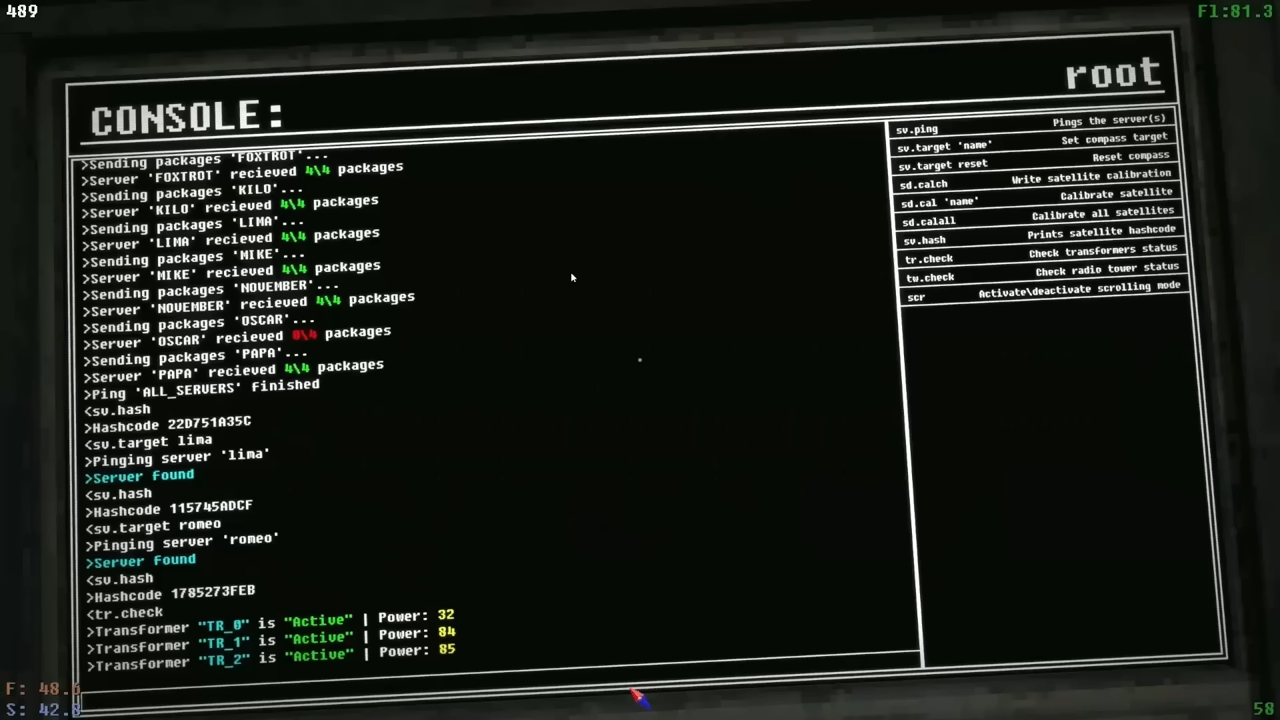 489
Fl:81.3
CONSOLE:
root
>Sending packages 'FOXTROT'...
>Server 'FOXTROT' recieved 4\4 packages
>Sending packages 'KILO'...
>Server 'KILO' recieved 4\4 packages
>Sending packages 'LIMA'...
>Server 'LIMA' recieved 4\4 packages
>Sending packages 'MIKE'...
>Server 'MIKE' recieved 4\4 packages
>Sending packages 'NOVEMBER'...
>Server 'NOVEMBER' recieved 4\4 packages
>Sending packages 'OSCAR'...
>Server 'OSCAR' recieved 0\4 packages
>Sending packages 'PAPA'...
>Server 'PAPA' recieved 4\4 packages
>Ping 'ALL_SERVERS' finished
<sv.hash
>Hashcode 22D751A35C
<sv.target lima
>Pinging server 'lima'
>Server found
<sv.hash
>Hashcode 115745ADCF
<sv.target romeo
>Pinging server 'romeo'
>Server found
<sv.hash
>Hashcode 1785273FEB
<tr.check
>Transformer "TR_0" is "Active" | Power: 32
>Transformer "TR_1" is "Active" | Power: 84
>Transformer "TR_2" is "Active" | Power: 85
sv.ping Pings the server(s)
sv.target 'name' Set compass target
sv.target reset Reset compass
sd.calch Write satellite calibration
sd.cal 'name' Calibrate satellite
sd.calall Calibrate all satellites
sv.hash Prints satellite hashcode
tr.check Check transformers status
tw.check Check radio tower status
scr Activate\deactivate scrolling mode
F: 48.6
S: 42.8
58